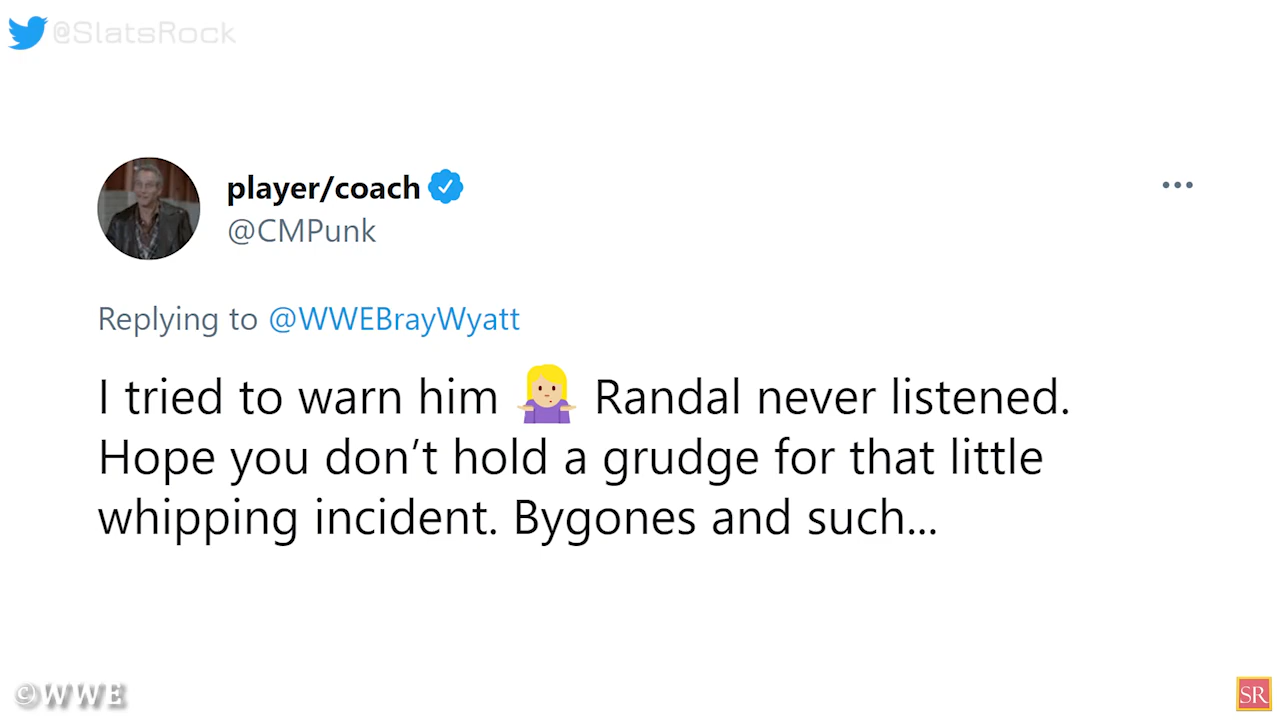 @SlatsRock
player/coach
@CMPunk
Replying to @WWEBrayWyatt
I tried to warn him 🤷🏼‍♀️ Randal never listened.
Hope you don’t hold a grudge for that little
whipping incident. Bygones and such...
©WWE
SR